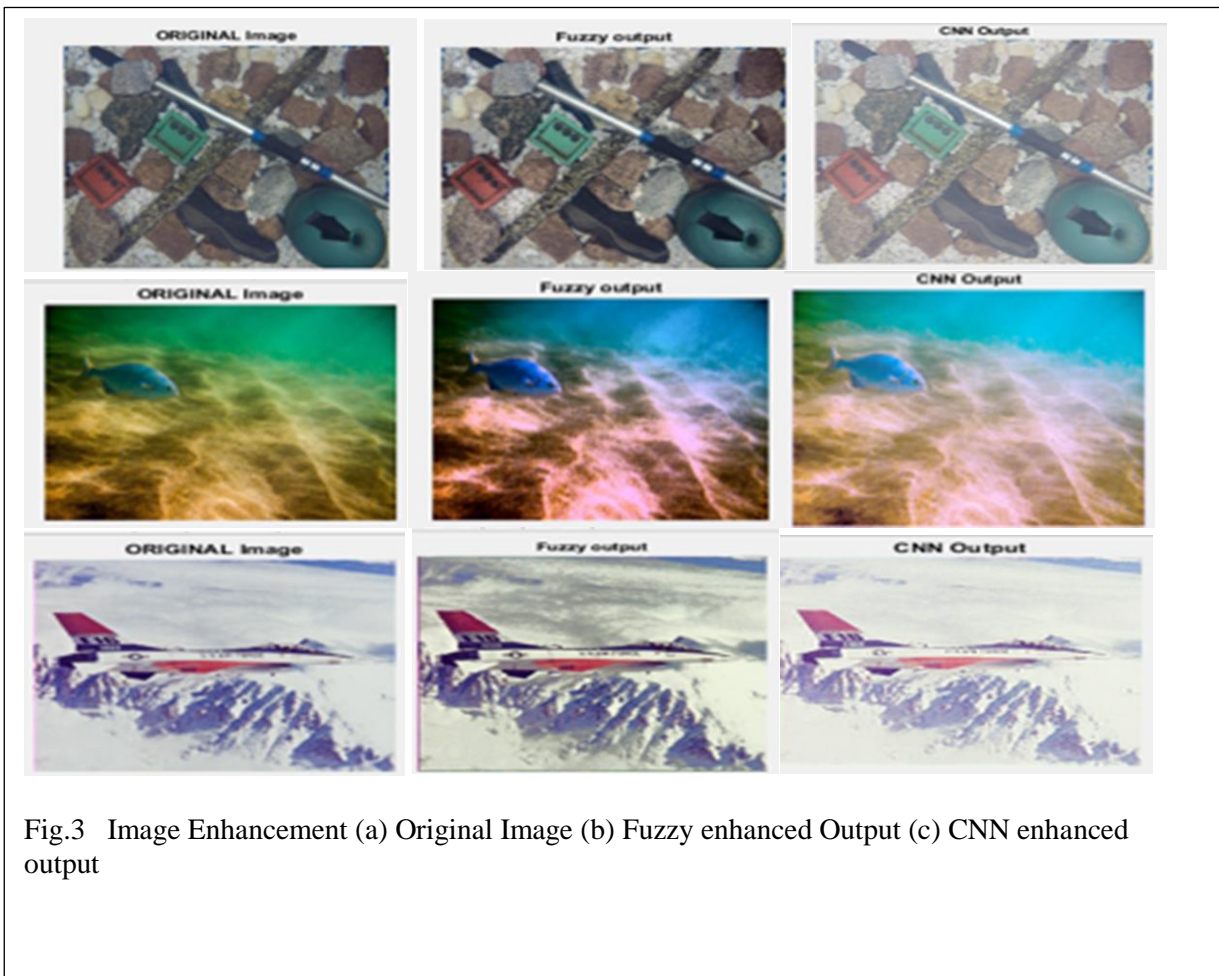 ORIGINAL Image
Fuzzy output
CNN Output
ORIGINAL Image
Fuzzy output
CNN Output
ORIGINAL Image
Fuzzy output
CNN Output
Fig.3 Image Enhancement (a) Original Image (b) Fuzzy enhanced Output (c) CNN enhanced
output